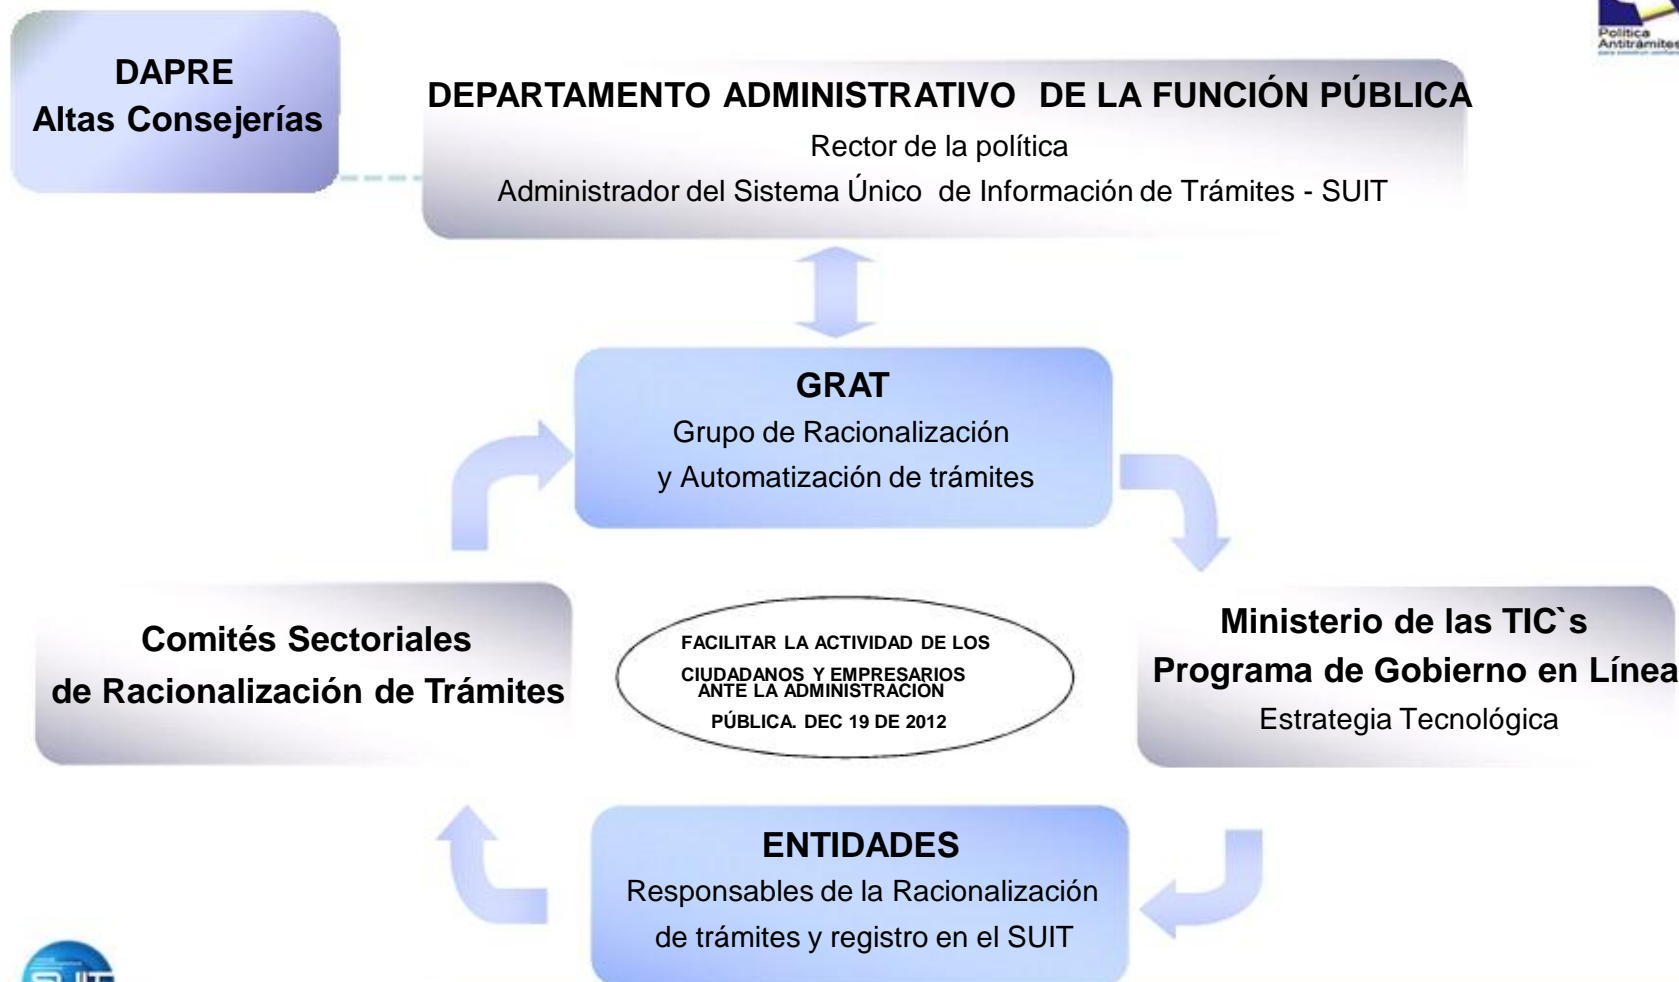 Política
Antitrámites
DAPRE
Altas Consejerías
DEPARTAMENTO ADMINISTRATIVO DE LA FUNCIÓN PÚBLICA
Rector de la política
Administrador del Sistema Único de Información de Trámites - SUIT
GRAT
Grupo de Racionalización
y Automatización de trámites
Comités Sectoriales
de Racionalización de Trámites
FACILITAR LA ACTIVIDAD DE LOS
CIUDADANOS Y EMPRESARIOS
ANTE LA ADMINISTRACIÓN
PÚBLICA. DEC 19 DE 2012
Ministerio de las TIC`s
Programa de Gobierno en Línea
Estrategia Tecnológica
ENTIDADES
Responsables de la Racionalización
de trámites y registro en el SUIT